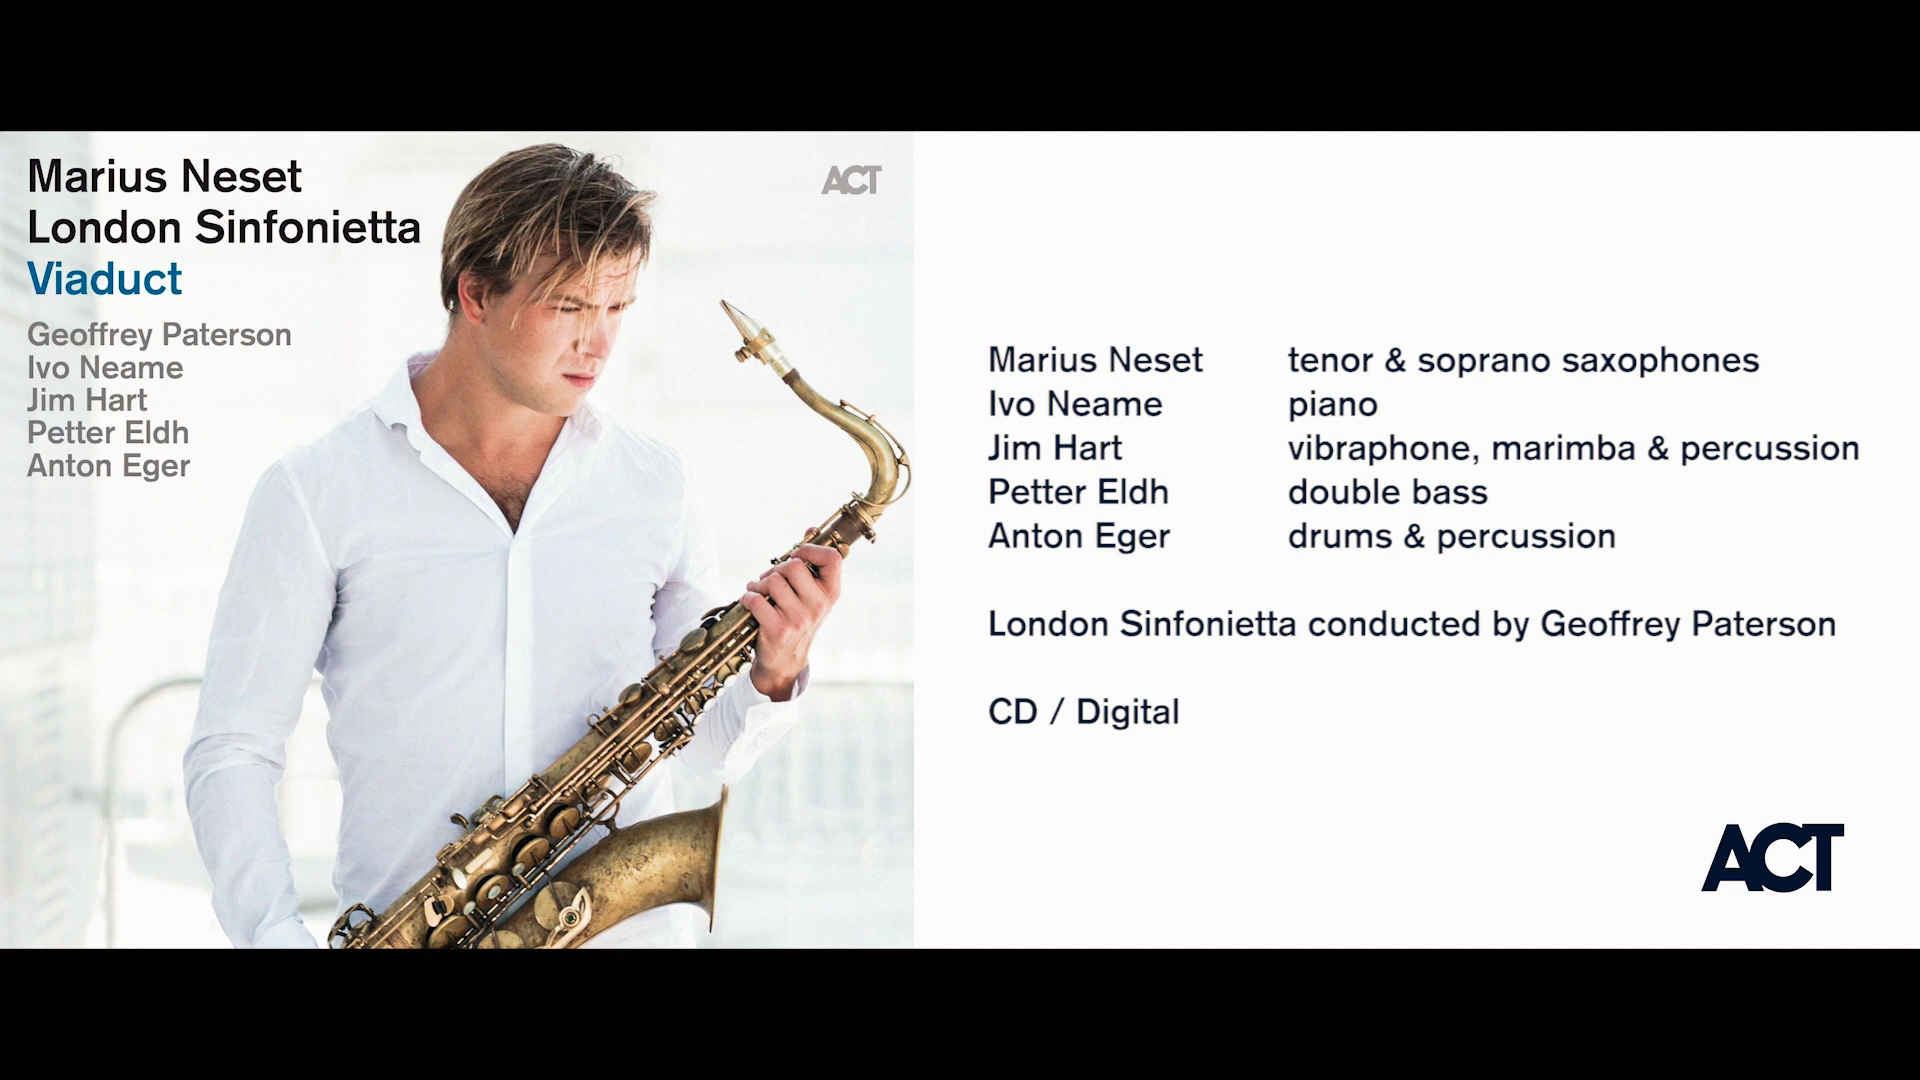 Marius Neset
London Sinfonietta
Viaduct
Geoffrey Paterson
Ivo Neame
Jim Hart
Petter Eldh
Anton Eger
ACT
Marius Neset tenor & soprano saxophones
Ivo Neame piano
Jim Hart vibraphone, marimba & percussion
Petter Eldh double bass
Anton Eger drums & percussion
London Sinfonietta conducted by Geoffrey Paterson
CD / Digital
ACT